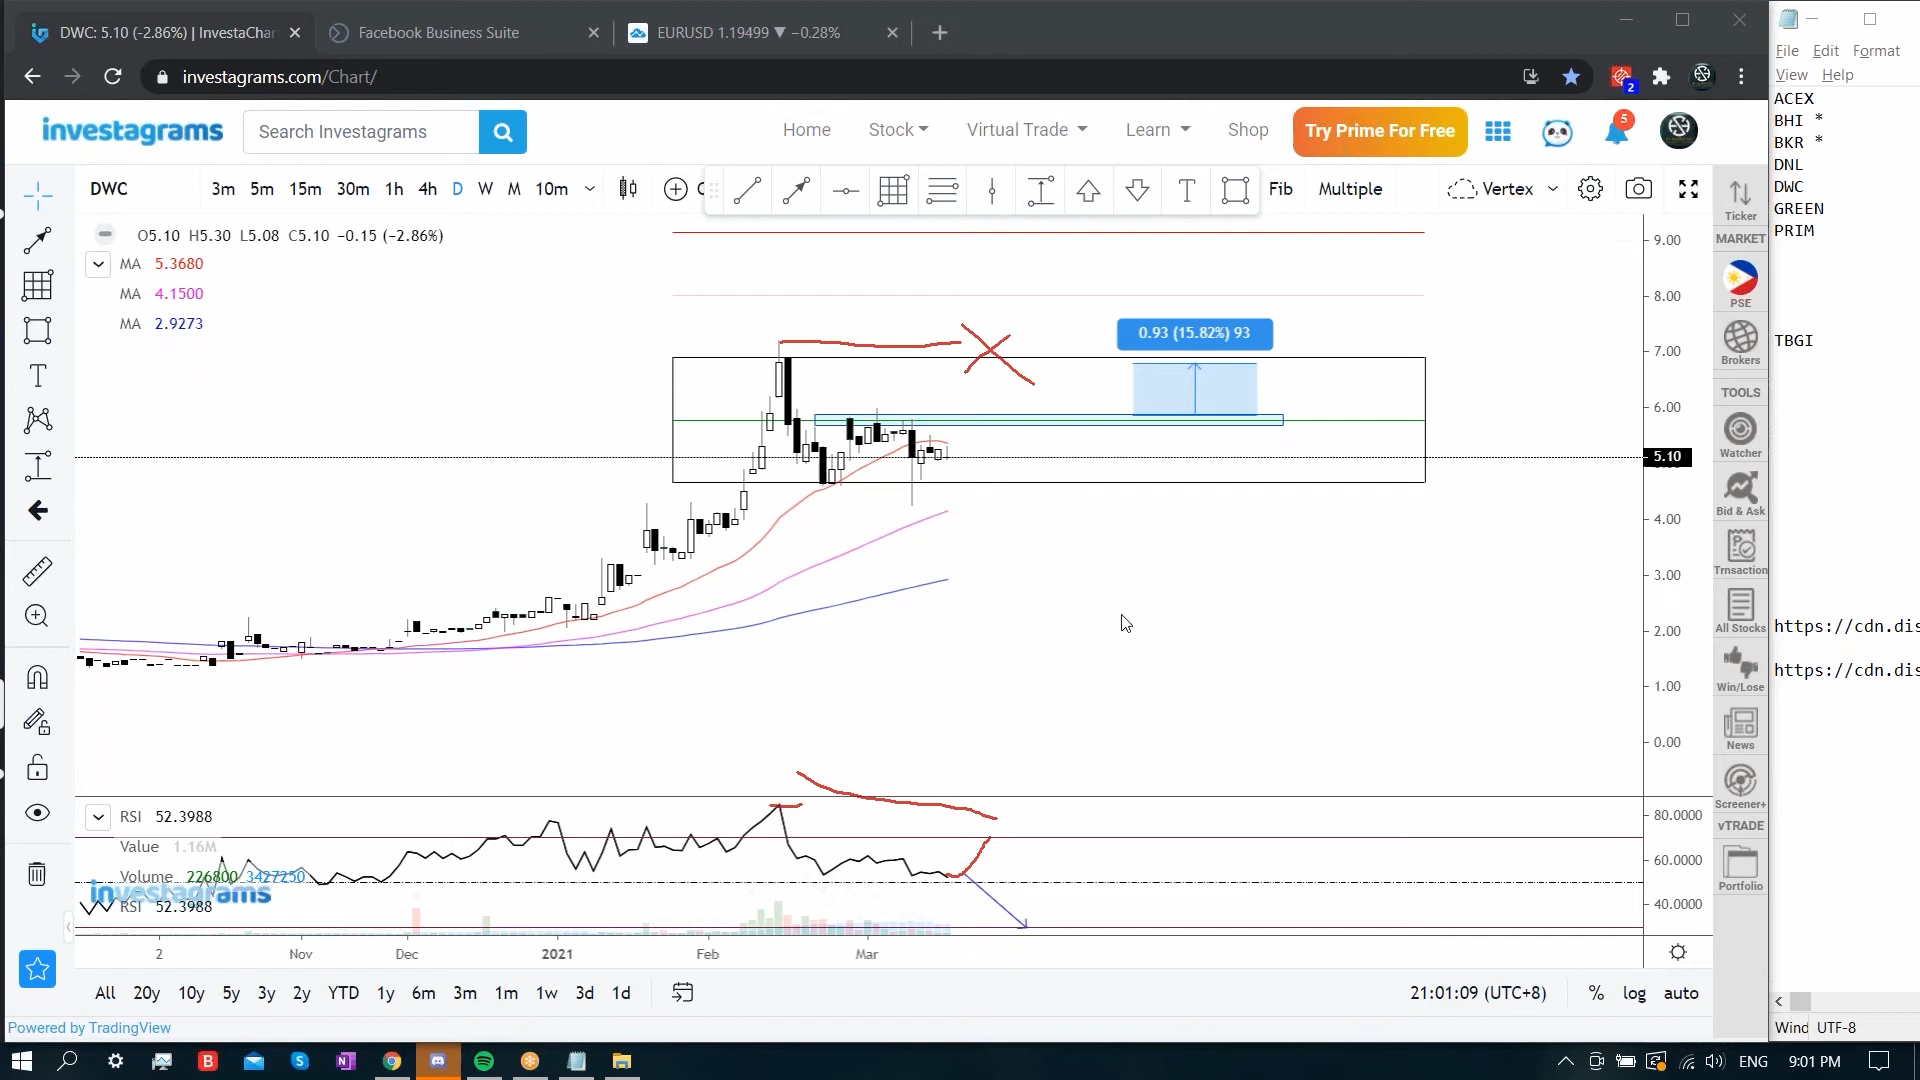 DWC: 5.10 (-2.86%) | InvestaChar
Facebook Business Suite
EURUSD 1.19499 ▼ −0.28%
investagrams.com/Chart/
2
File Edit Format
View Help
investagrams
Search Investagrams
Home Stock Virtual Trade Learn Shop
Try Prime For Free
5
DWC 3m 5m 15m 30m 1h 4h D W M 10m
T
Fib Multiple
Vertex
O5.10 H5.30 L5.08 C5.10 −0.15 (−2.86%)
MA 5.3680
MA 4.1500
MA 2.9273
0.93 (15.82%) 93
9.00
8.00
7.00
6.00
5.10
4.00
3.00
2.00
1.00
0.00
T
RSI 52.3988
Value 1.16M
Volume 226800 3427250
investagrams
RSI 52.3988
80.0000
60.0000
40.0000
2 Nov Dec 2021 Feb Mar
All 20y 10y 5y 3y 2y YTD 1y 6m 3m 1m 1w 3d 1d
21:01:09 (UTC+8) % log auto
Powered by TradingView
Ticker
MARKET
PSE
Brokers
TOOLS
Watcher
Bid & Ask
Trnsaction
All Stocks
Win/Lose
News
Screener+
vTRADE
Portfolio
ACEX
BHI *
BKR *
DNL
DWC
GREEN
PRIM
TBGI
https://cdn.dis
https://cdn.dis
Wind UTF-8
ENG 9:01 PM